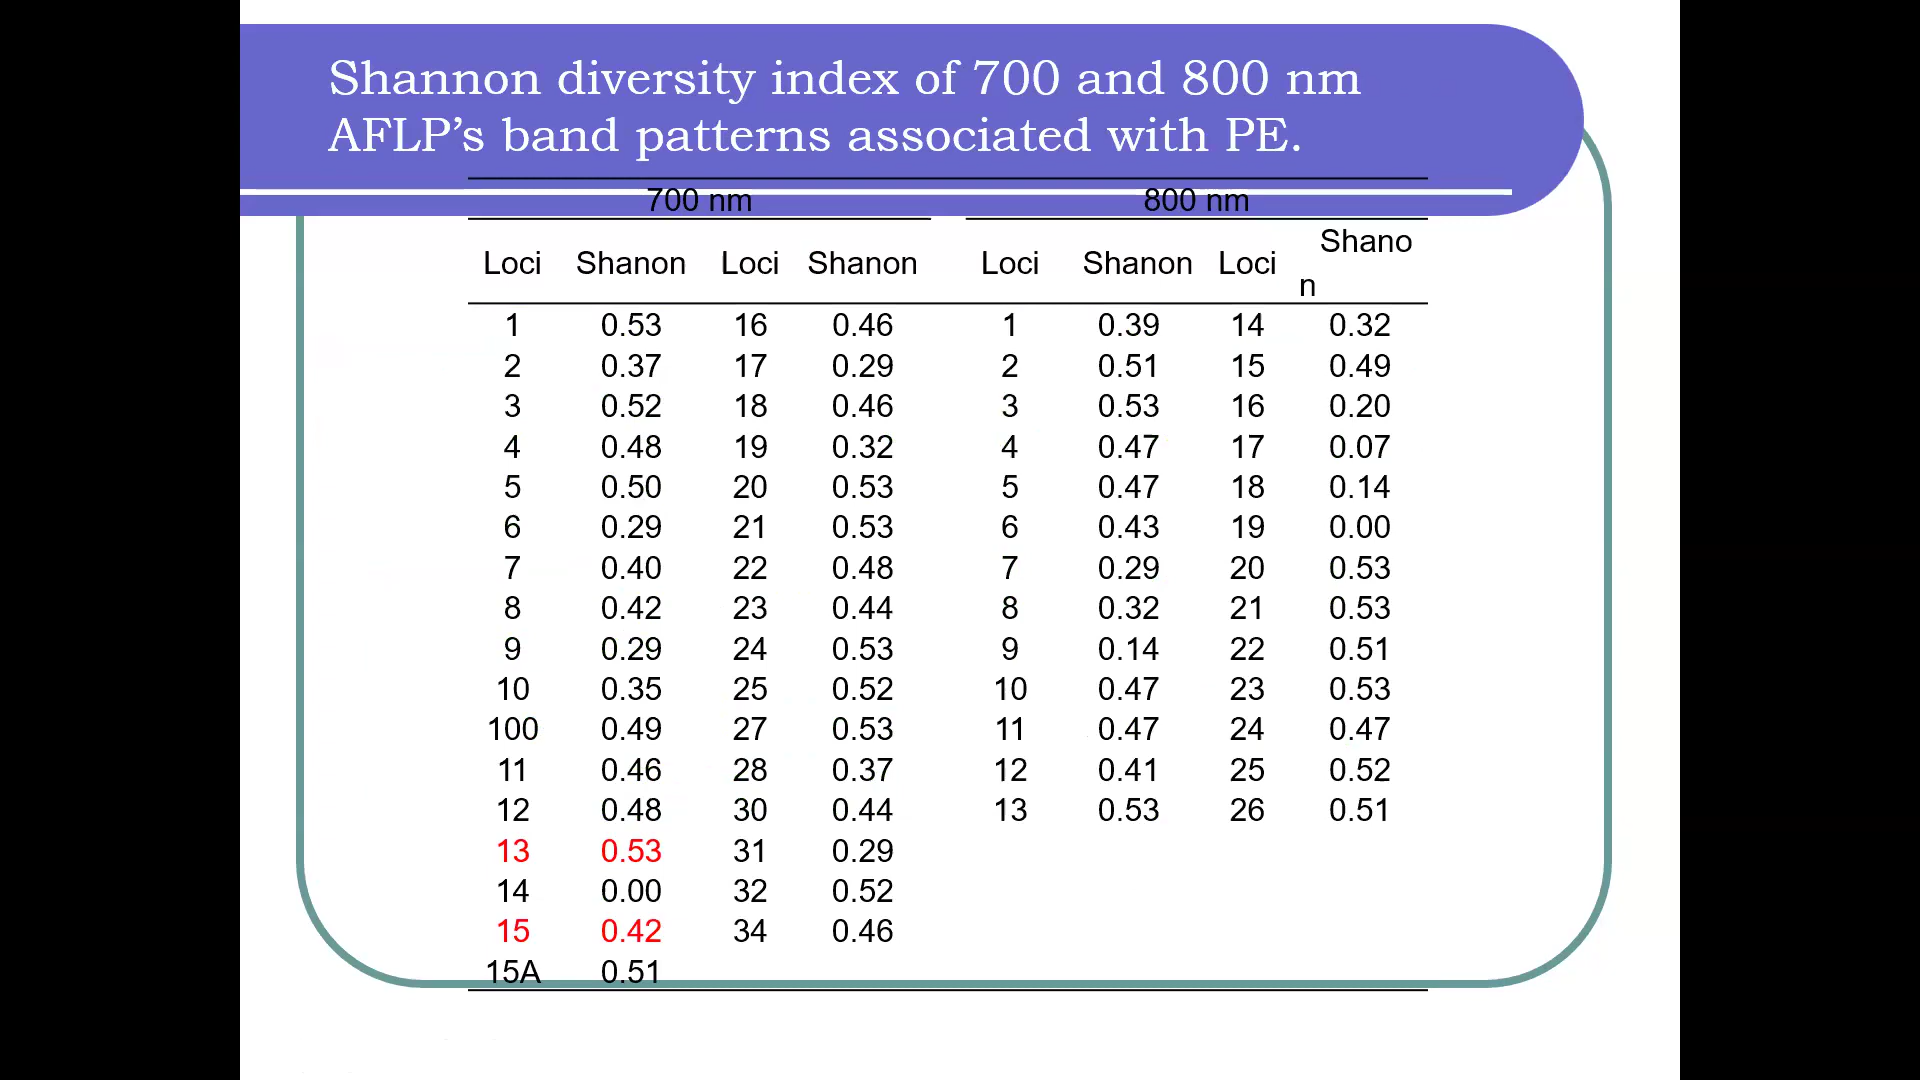 Shannon diversity index of 700 and 800 nm
AFLP’s band patterns associated with PE.
700 nm 800 nm
Loci Shanon Loci Shanon Loci Shanon Loci Shano
n
1 0.53 16 0.46 1 0.39 14 0.32
2 0.37 17 0.29 2 0.51 15 0.49
3 0.52 18 0.46 3 0.53 16 0.20
4 0.48 19 0.32 4 0.47 17 0.07
5 0.50 20 0.53 5 0.47 18 0.14
6 0.29 21 0.53 6 0.43 19 0.00
7 0.40 22 0.48 7 0.29 20 0.53
8 0.42 23 0.44 8 0.32 21 0.53
9 0.29 24 0.53 9 0.14 22 0.51
10 0.35 25 0.52 10 0.47 23 0.53
100 0.49 27 0.53 11 0.47 24 0.47
11 0.46 28 0.37 12 0.41 25 0.52
12 0.48 30 0.44 13 0.53 26 0.51
13 0.53 31 0.29
14 0.00 32 0.52
15 0.42 34 0.46
15A 0.51